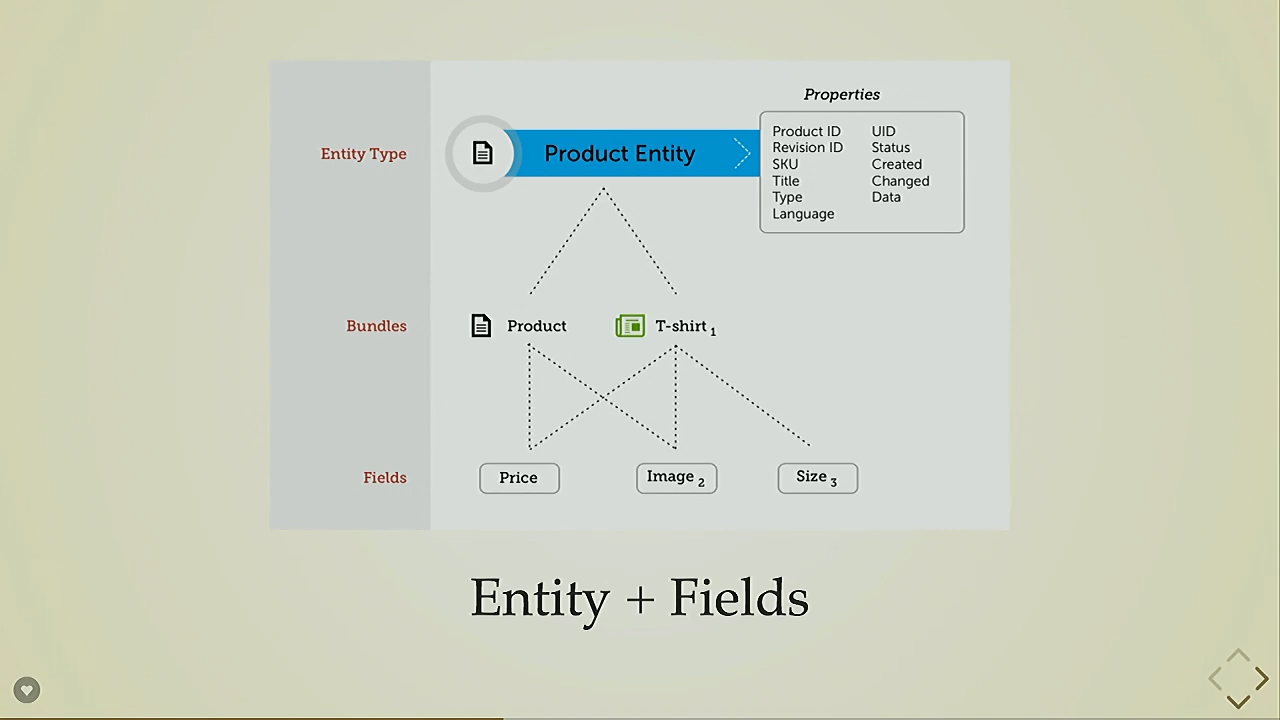 Properties
Entity Type
Product Entity
Product ID
Revision ID
SKU
Title
Type
Language
UID
Status
Created
Changed
Data
Bundles
Product
T-shirt 1
Fields
Price
Image 2
Size 3
Entity + Fields